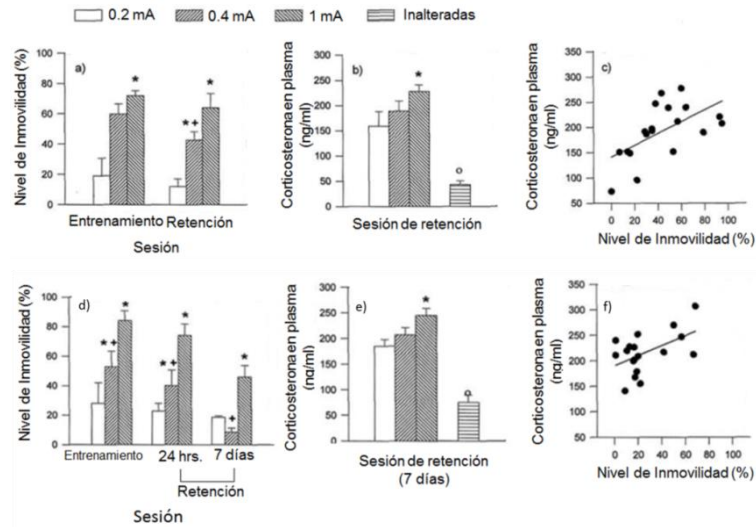 0.2 mA 0.4 mA 1 mA Inalteradas
a)
Nivel de Inmovilidad (%)
100
80
60
40
20
0
*
*+
*
Entrenamiento Retención
Sesión
b)
Corticosterona en plasma
(ng/ml)
300
250
200
150
100
50
0
*
o
Sesión de retención
c)
Corticosterona en plasma
(ng/ml)
350
300
250
200
150
100
50
0 20 40 60 80 100
Nivel de Inmovilidad (%)
d)
Nivel de Inmovilidad (%)
100
80
60
40
20
0
*+
*
*+
*
+
*
Entrenamiento 24 hrs. 7 días
Retención
Sesión
e)
Corticosterona en plasma
(ng/ml)
300
250
200
150
100
50
0
*
o
Sesión de retención
(7 días)
f)
Corticosterona en plasma
(ng/ml)
350
300
250
200
150
100
50
0 20 40 60 80 100
Nivel de Inmovilidad (%)